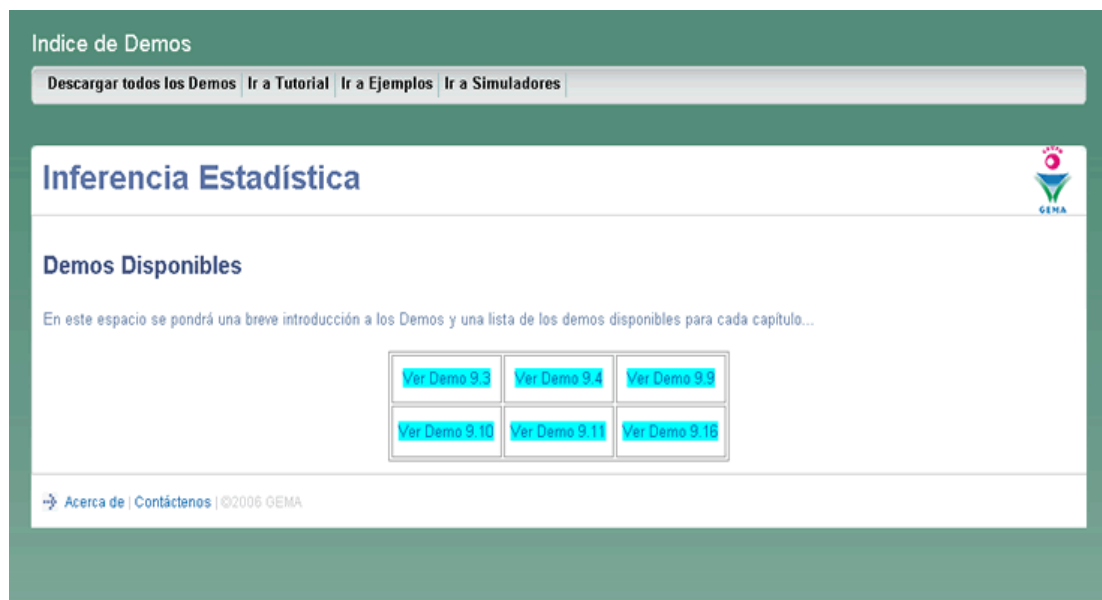 Indice de Demos
Descargar todos los Demos Ir a Tutorial Ir a Ejemplos Ir a Simuladores
Inferencia Estadística
GEMA
Demos Disponibles
En este espacio se pondrá una breve introducción a los Demos y una lista de los demos disponibles para cada capítulo...
Ver Demo 9.3 Ver Demo 9.4 Ver Demo 9.9
Ver Demo 9.10 Ver Demo 9.11 Ver Demo 9.16
Acerca de | Contáctenos | ©2006 GEMA